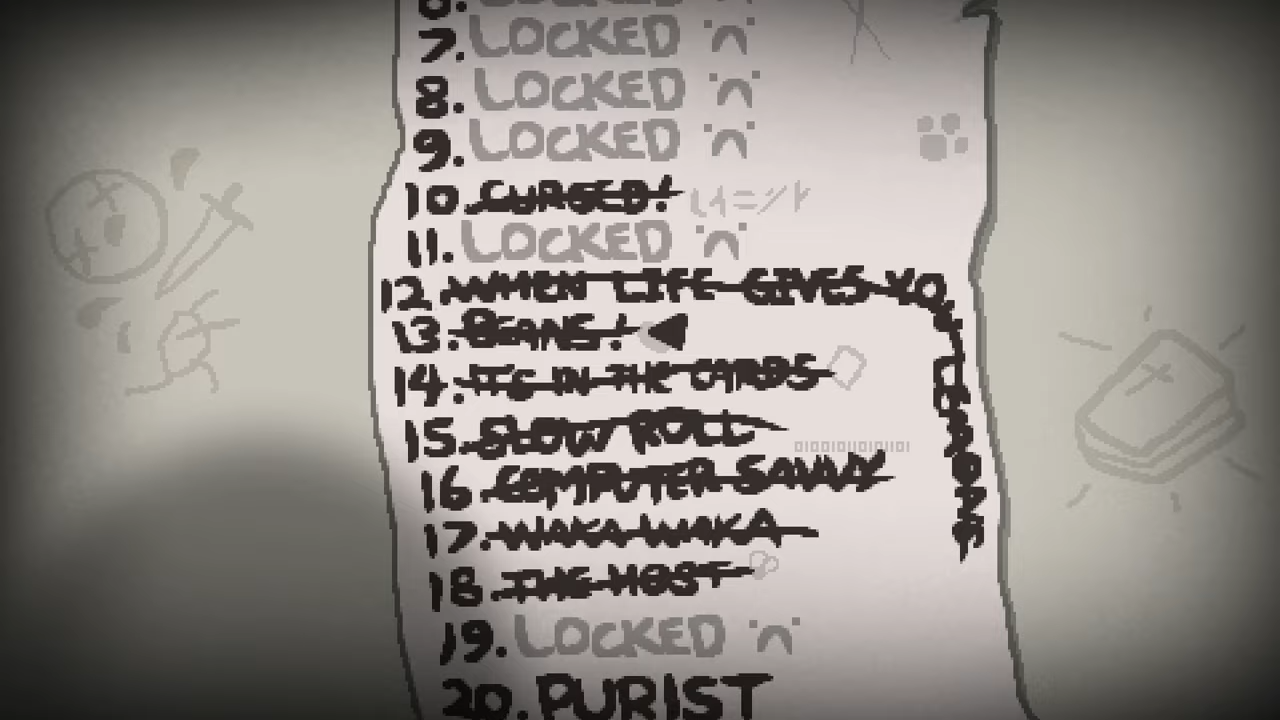 6. LOCKED
7. LOCKED
8. LOCKED
9. LOCKED
10. CURSED!
11. LOCKED
12. WHEN LIFE GIVES YOU LEMONS
13. BEANS!
14. IT'S IN THE CARDS
15. SLOW ROLL
16. COMPUTER SAVVY
17. WAKA WAKA
18. THE HOST
19. LOCKED
20. PURIST